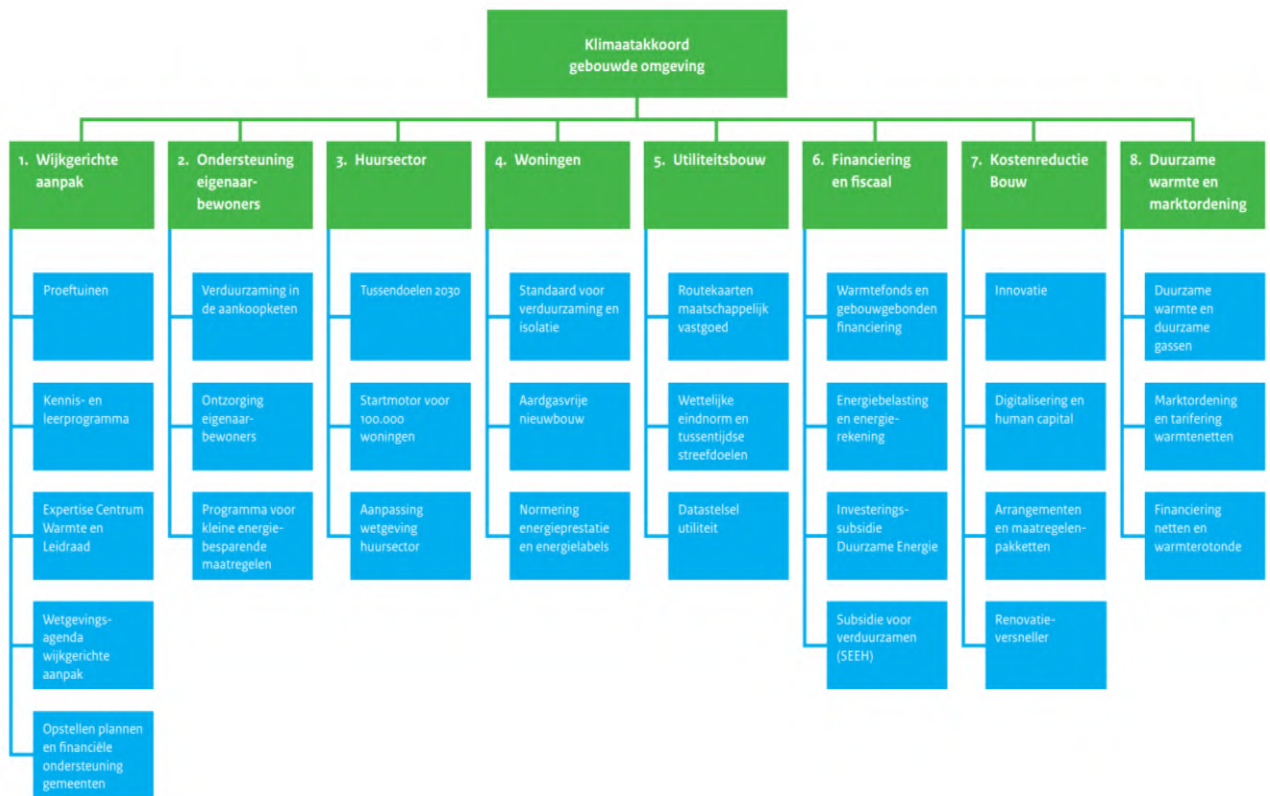 Klimaatakkoord
gebouwde omgeving
1. Wijkgerichte
aanpak
Proeftuinen
Kennis- en
leerprogramma
Expertise Centrum
Warmte en
Leidraad
Wetgevings-
agenda
wijkgerichte
aanpak
Opstellen plannen
en financiële
ondersteuning
gemeenten
2. Ondersteuning
eigenaar-
bewoners
Verduurzaming in
de aankoopketen
Ontzorging
eigenaar-
bewoners
Programma voor
kleine energie-
besparende
maatregelen
3. Huursector
Tussendoelen 2030
Startmotor voor
100.000
woningen
Aanpassing
wetgeving
huursector
4. Woningen
Standaard voor
verduurzaming en
isolatie
Aardgasvrije
nieuwbouw
Normering
energieprestatie
en energielabels
5. Utiliteitsbouw
Routekaarten
maatschappelijk
vastgoed
Wettelijke
eindnorm en
tussentijdse
streefdoelen
Datastelsel
utiliteit
6. Financiering
en fiscaal
Warmtefonds en
gebouwgebonden
financiering
Energiebelasting
en energie-
rekening
Investerings-
subsidie
Duurzame Energie
Subsidie voor
verduurzamen
(SEEH)
7. Kostenreductie
Bouw
Innovatie
Digitalisering en
human capital
Arrangementen
en maatregelen-
pakketten
Renovatie-
versneller
8. Duurzame
warmte en
marktordening
Duurzame
warmte en
duurzame
gassen
Marktordening
en tarifering
warmtenetten
Financiering
netten en
warmterotonde